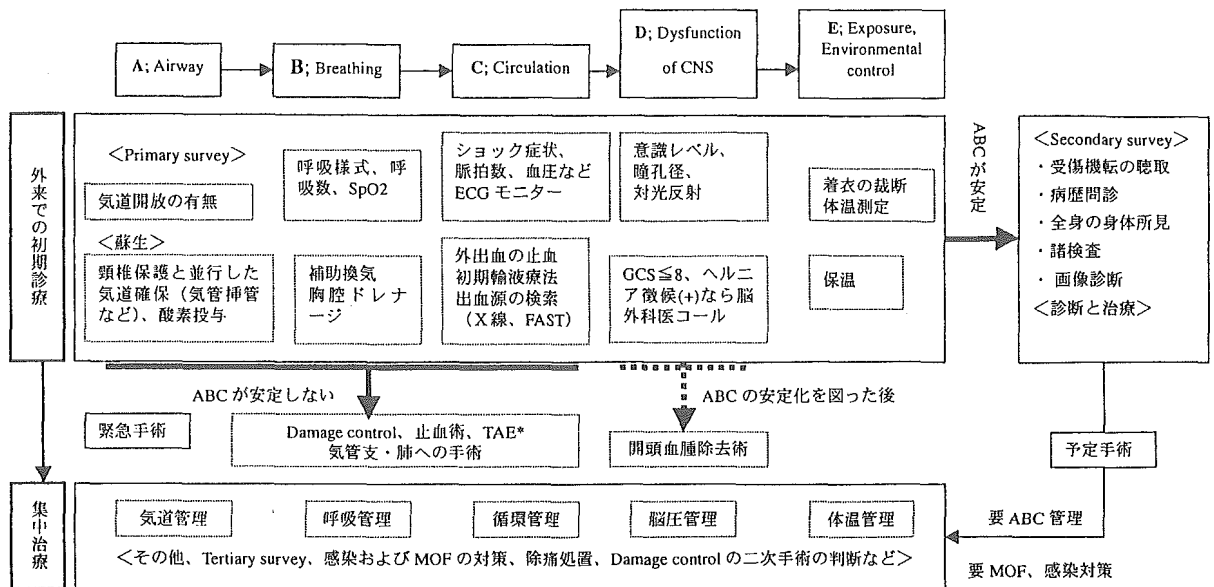 A; Airway
B; Breathing
C; Circulation
D; Dysfunction
of CNS
E; Exposure,
Environmental
control
外来での初期診療
<Primary survey>
気道開放の有無
呼吸様式、呼
吸数、SpO2
ショック症状、
脈拍数、血圧など
ECG モニター
意識レベル、
瞳孔径、
対光反射
着衣の裁断
体温測定
<蘇生>
頸椎保護と並行した
気道確保（気管挿管
など）、酸素投与
補助換気
胸腔ドレナ
ージ
外出血の止血
初期輸液療法
出血源の検索
（X線、FAST）
GCS≦8、ヘルニ
ア徴候(+)なら脳
外科医コール
保温
ABCが安定
<Secondary survey>
・受傷機転の聴取
・病歴問診
・全身の身体所見
・諸検査
・画像診断
<診断と治療>
ABC が安定しない
ABC の安定化を図った後
緊急手術
Damage control、止血術、TAE*
気管支・肺への手術
開頭血腫除去術
予定手術
集中治療
気道管理
呼吸管理
循環管理
脳圧管理
体温管理
<その他、Tertiary survey、感染および MOF の対策、除痛処置、Damage control の二次手術の判断など>
要 ABC 管理
要 MOF、感染対策